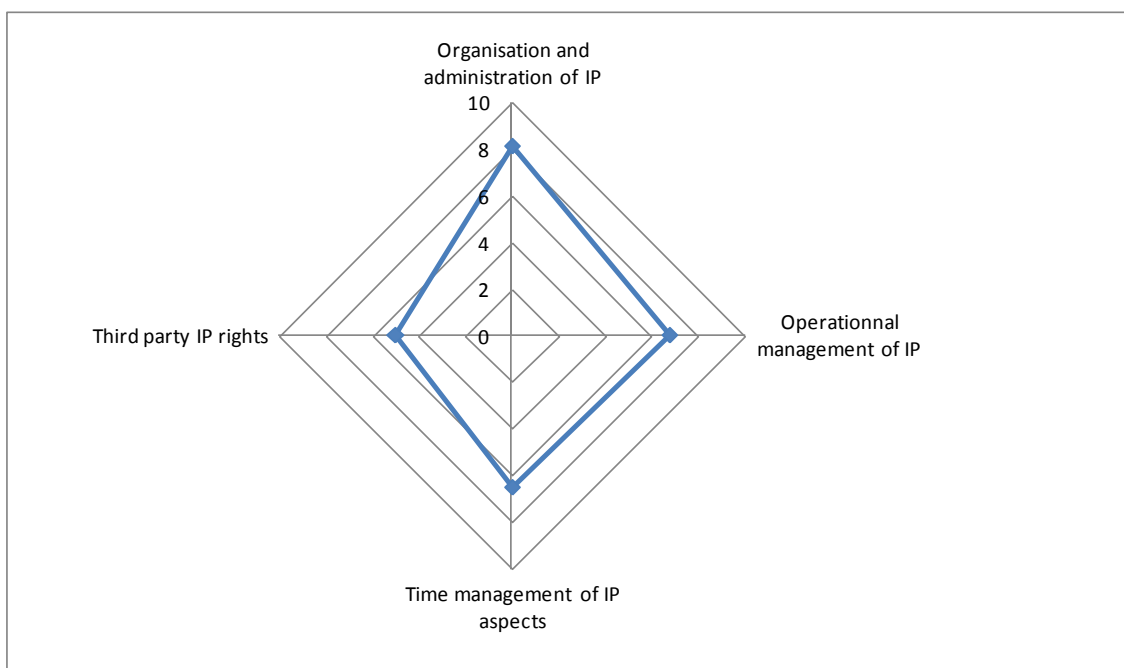 Organisation and
administration of IP
10
8
6
4
2
0
Third party IP rights
Operationnal
management of IP
Time management of IP
aspects